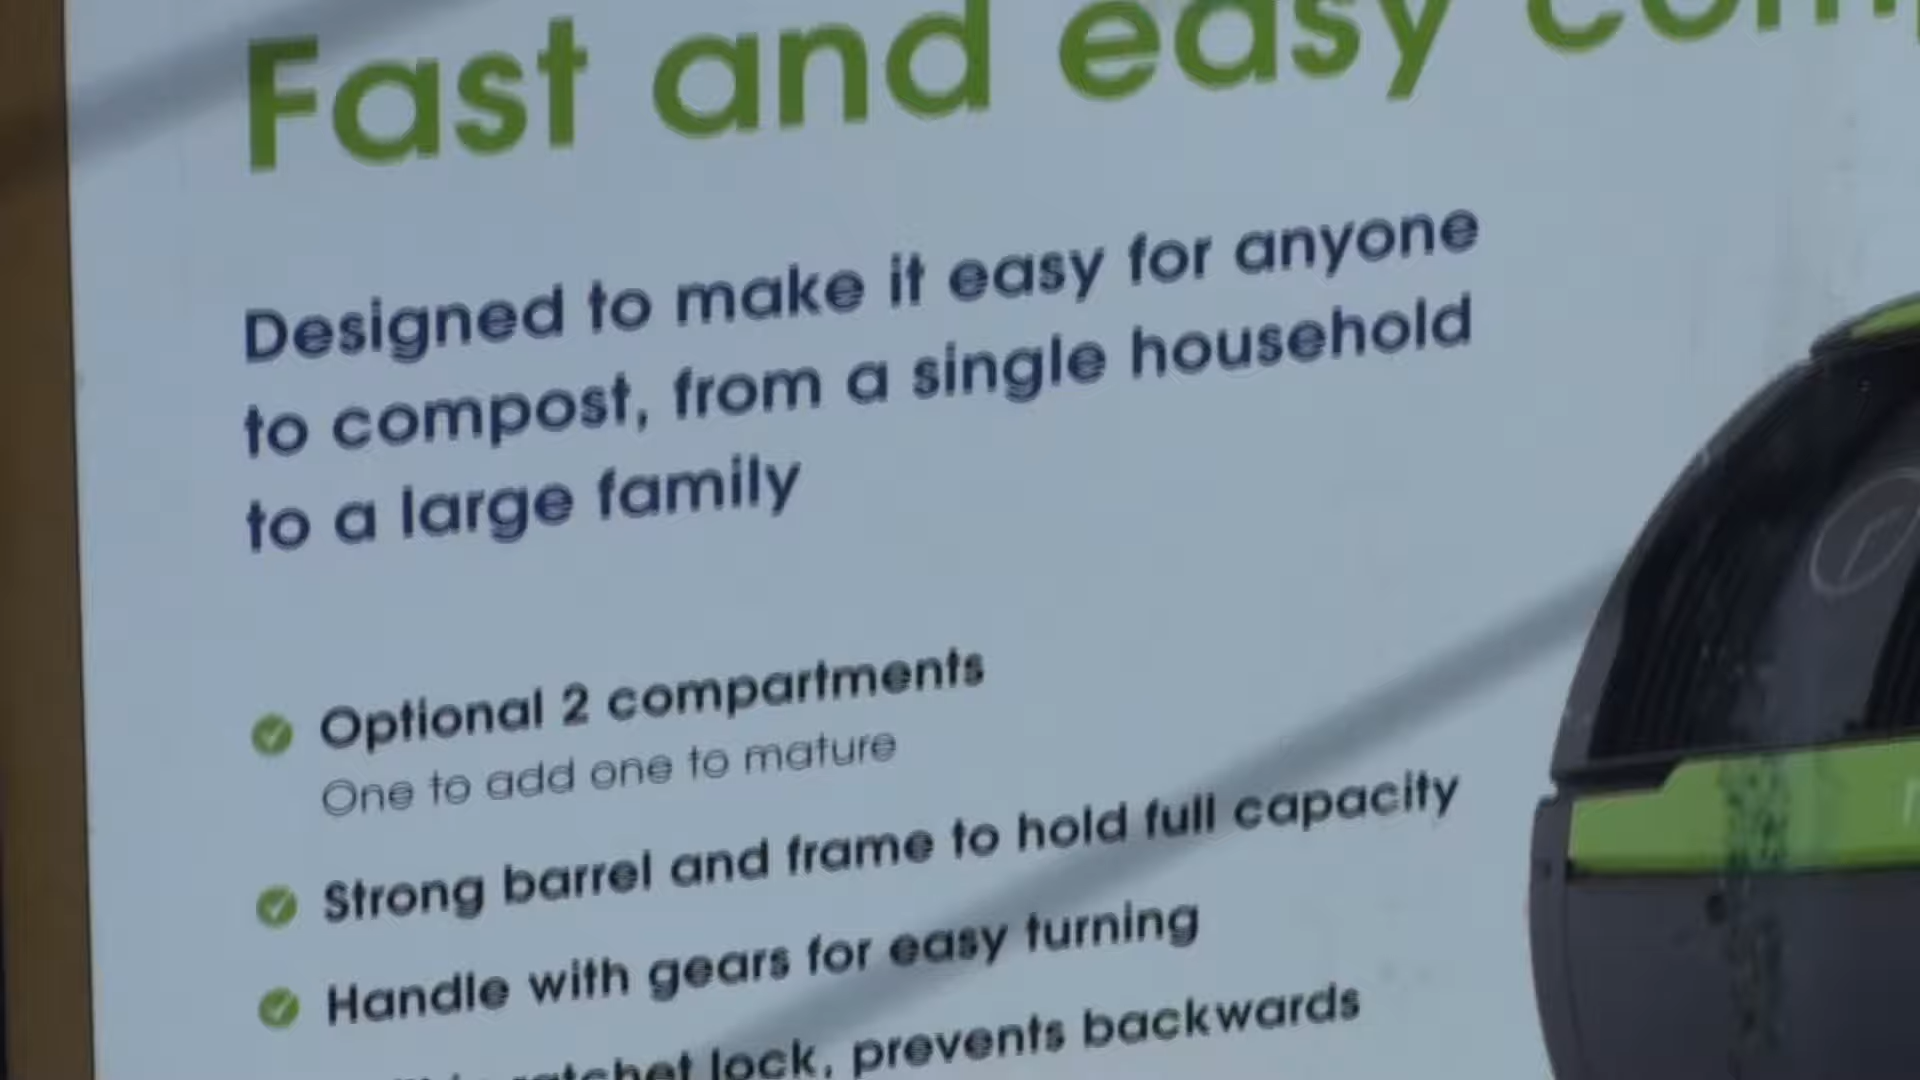 Fast and easy
Designed to make it easy for anyone
to compost, from a single household
to a large family
Optional 2 compartments
One to add one to mature
Strong barrel and frame to hold full capacity
Handle with gears for easy turning
ratchet lock, prevents backwards